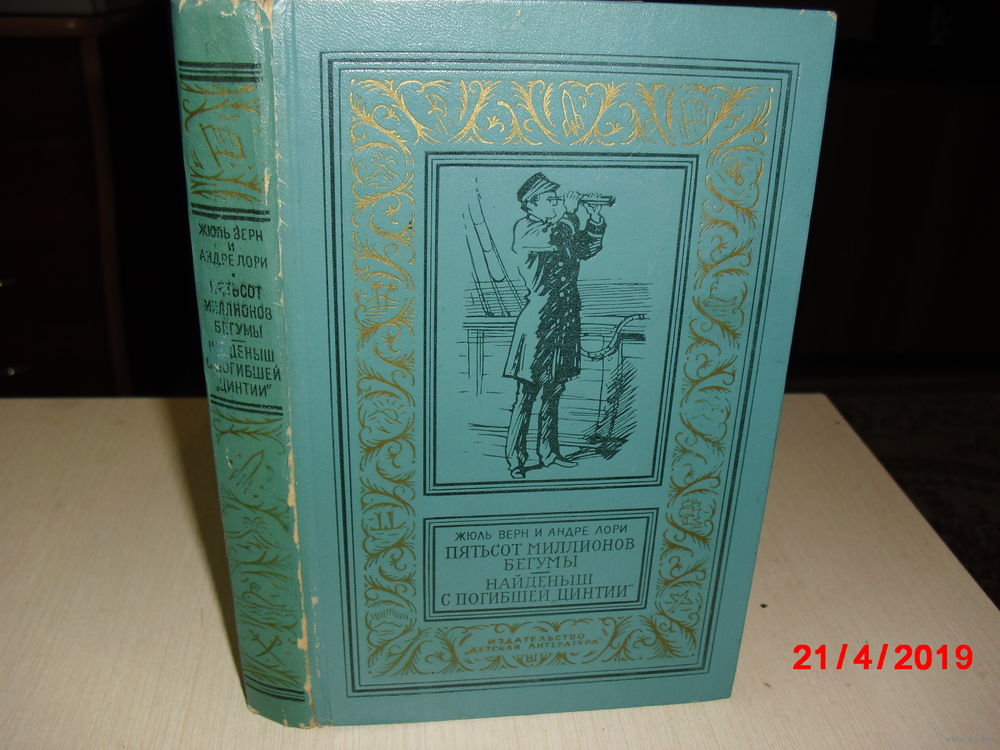 ЖЮЛЬ ВЕРН
И
АНДРЕ ЛОРИ
ПЯТЬСОТ
МИЛЛИОНОВ
БЕГУМЫ
НАЙДЕНЫШ
С ПОГИБШЕЙ
„ЦИНТИИ“
ЖЮЛЬ ВЕРН И АНДРЕ ЛОРИ
ПЯТЬСОТ МИЛЛИОНОВ
БЕГУМЫ
НАЙДЕНЫШ
С ПОГИБШЕЙ „ЦИНТИИ“
ИЗДАТЕЛЬСТВО
"ДЕТСКАЯ ЛИТЕРАТУРА"
21/4/2019